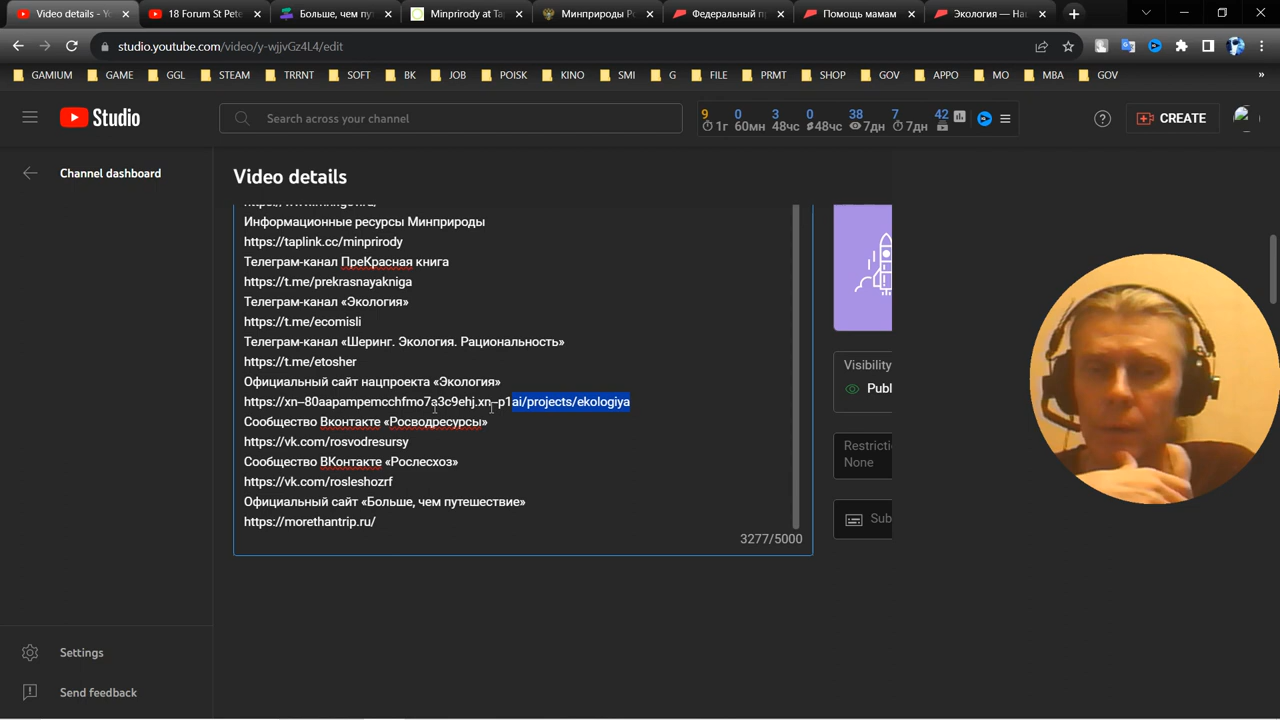 Video details - Yo
18 Forum St Pete
Больше, чем пут
Minprirody at Tap
Минприроды Ро
Федеральный п
Помощь мамам
Экология — На
studio.youtube.com/video/y-wjjvGz4L4/edit
GAMIUM GAME GGL STEAM TRRNT SOFT BK JOB POISK KINO SMI G FILE PRMT SHOP GOV APPO MO MBA GOV »
Studio
Search across your channel
9 0 3 0 38 7 42
1г 60мн 48чс 48чс 7дн 7дн
CREATE
Channel dashboard
Video details
Информационные ресурсы Минприроды
https://taplink.cc/minprirody
Телеграм-канал ПреКрасная книга
https://t.me/prekrasnayakniga
Телеграм-канал «Экология»
https://t.me/ecomisli
Телеграм-канал «Шеринг. Экология. Рациональность»
https://t.me/etosher
Официальный сайт нацпроекта «Экология»
https://xn--80aapampemcchfmo7a3c9ehj.xn--p1ai/projects/ekologiya
Сообщество Вконтакте «Росводресурсы»
https://vk.com/rosvodresursy
Сообщество ВКонтакте «Рослесхоз»
https://vk.com/rosleshozrf
Официальный сайт «Больше, чем путешествие»
https://morethantrip.ru/
3277/5000
Visibility
Publ
Restrictio
None
Sub
Settings
Send feedback